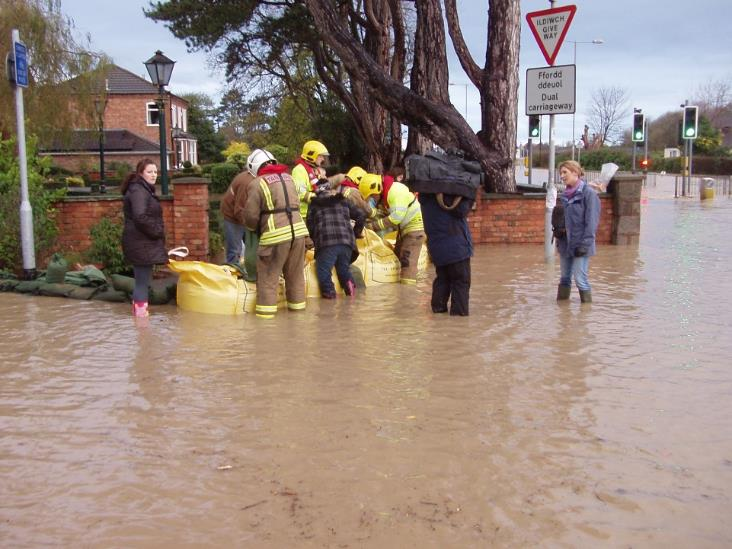 ILDIWCH
GIVE
WAY
Ffordd
ddeuol
Dual
carriageway